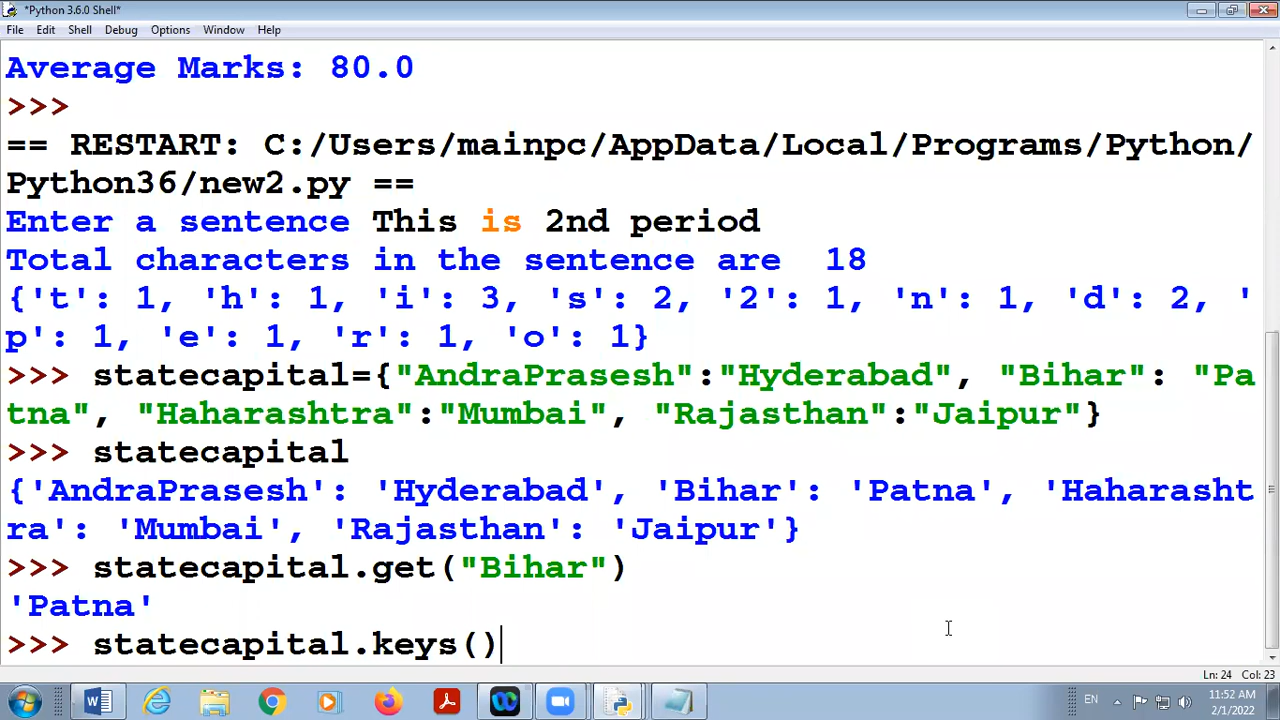 *Python 3.6.0 Shell*
File Edit Shell Debug Options Window Help
Average Marks: 80.0
>>>
== RESTART: C:/Users/mainpc/AppData/Local/Programs/Python/
Python36/new2.py ==
Enter a sentence This is 2nd period
Total characters in the sentence are  18
{'t': 1, 'h': 1, 'i': 3, 's': 2, '2': 1, 'n': 1, 'd': 2, '
p': 1, 'e': 1, 'r': 1, 'o': 1}
>>> statecapital={"AndraPrasesh":"Hyderabad", "Bihar": "Pa
tna", "Haharashtra":"Mumbai", "Rajasthan":"Jaipur"}
>>> statecapital
{'AndraPrasesh': 'Hyderabad', 'Bihar': 'Patna', 'Haharasht
ra': 'Mumbai', 'Rajasthan': 'Jaipur'}
>>> statecapital.get("Bihar")
'Patna'
>>> statecapital.keys()
Ln: 24 Col: 23
EN
11:52 AM
2/1/2022